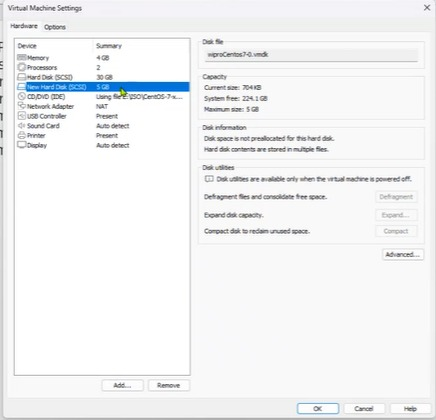 Virtual Machine Settings
Hardware Options
Device Summary
Memory 4 GB
Processors 2
Hard Disk (SCSI) 30 GB
New Hard Disk (SCSI) 5 GB
CD/DVD (IDE) Using file E:\ISO\CentOS-7-x...
Network Adapter NAT
USB Controller Present
Sound Card Auto detect
Printer Present
Display Auto detect
Add... Remove
Disk file
wiproCentos7-0.vmdk
Capacity
Current size: 704 KB
System free: 224.1 GB
Maximum size: 5 GB
Disk information
Disk space is not preallocated for this hard disk.
Hard disk contents are stored in multiple files.
Disk utilities
Disk utilities are available only when the virtual machine is powered off.
Defragment files and consolidate free space. Defragment
Expand disk capacity. Expand...
Compact disk to reclaim unused space. Compact
Advanced...
OK Cancel Help